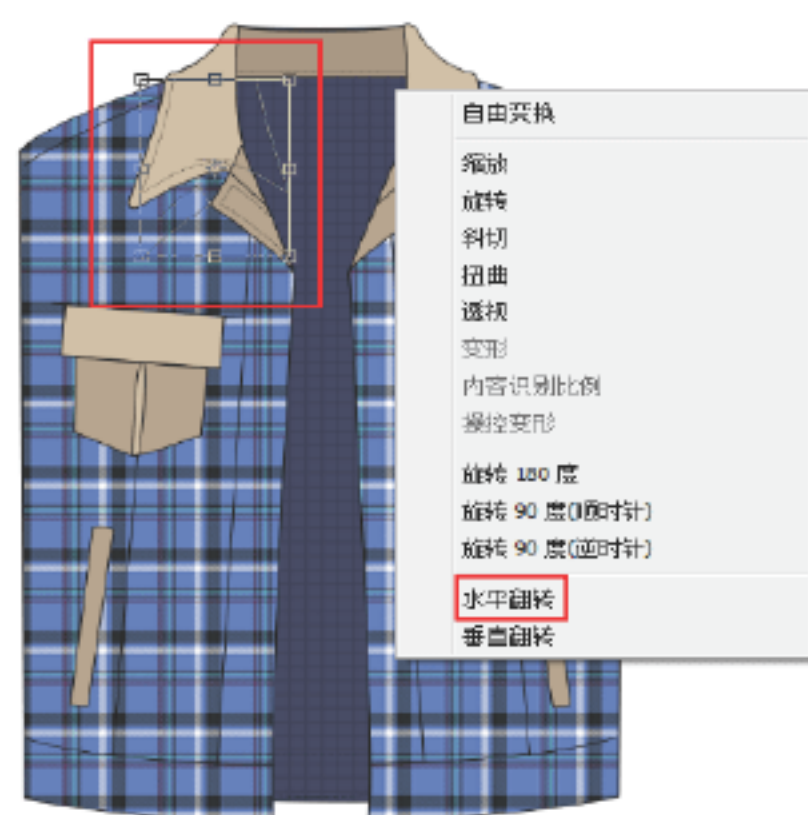 自由变换
缩放
旋转
斜切
扭曲
透视
变形
内容识别比例
操控变形
旋转 180 度
旋转 90 度(顺时针)
旋转 90 度(逆时针)
水平翻转
垂直翻转